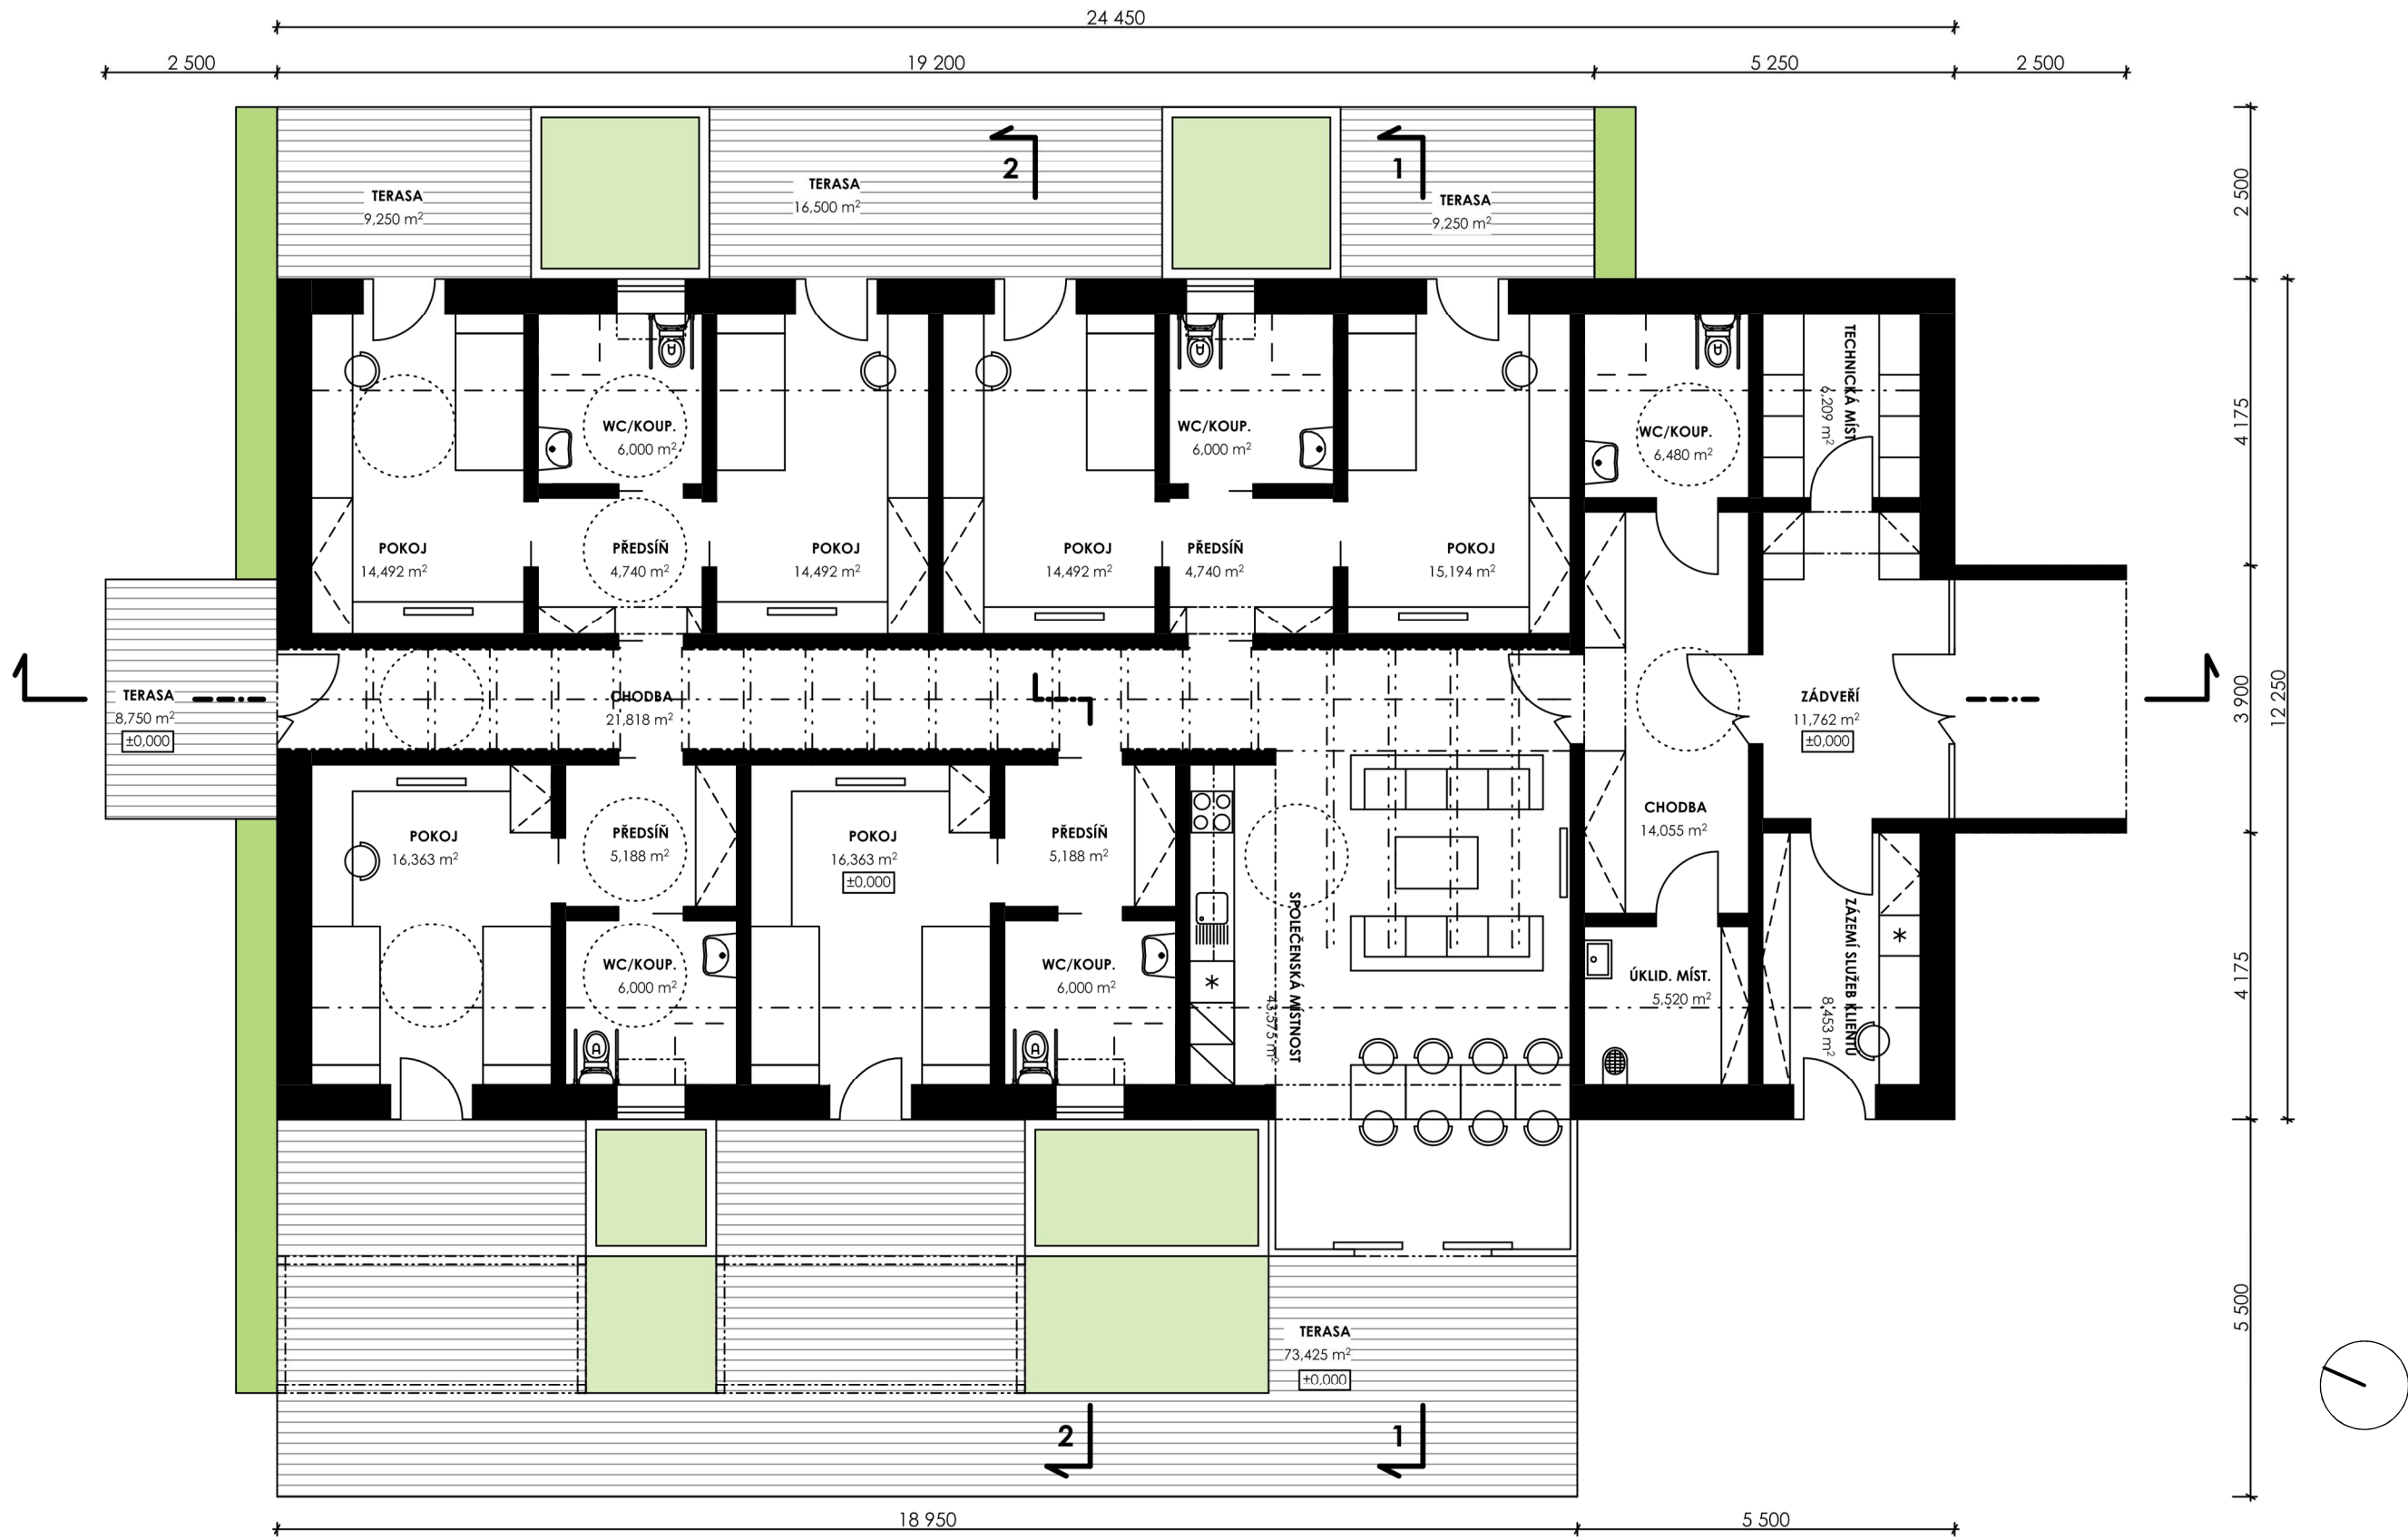 24 450
2 500
19 200
5 250
2 500
2
1
TERASA
9,250 m²
TERASA
16,500 m²
TERASA
9,250 m²
2 500
WC/KOUP.
6,000 m²
WC/KOUP.
6,000 m²
WC/KOUP.
6,480 m²
TECHNICKÁ MÍST
6,209 m²
4 175
POKOJ
14,492 m²
PŘEDSÍŇ
4,740 m²
POKOJ
14,492 m²
POKOJ
14,492 m²
PŘEDSÍŇ
4,740 m²
POKOJ
15,194 m²
TERASA
8,750 m²
±0,000
CHODBA
21,818 m²
ZÁDVEŘÍ
11,762 m²
±0,000
3 900
12 250
POKOJ
16,363 m²
PŘEDSÍŇ
5,188 m²
POKOJ
16,363 m²
±0,000
PŘEDSÍŇ
5,188 m²
CHODBA
14,055 m²
SPOLEČENSKÁ MÍSTNOST
43,575 m²
WC/KOUP.
6,000 m²
WC/KOUP.
6,000 m²
ÚKLID. MÍST.
5,520 m²
ZÁZEMÍ SLUŽEB KLIENTŮ
8,453 m²
4 175
TERASA
73,425 m²
±0,000
5 500
2
1
18 950
5 500